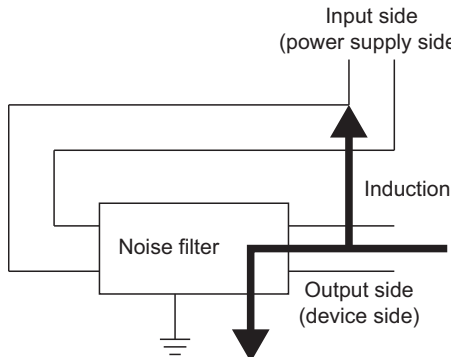 Input side
(power supply side
Induction
Noise filter
Output side
(device side)